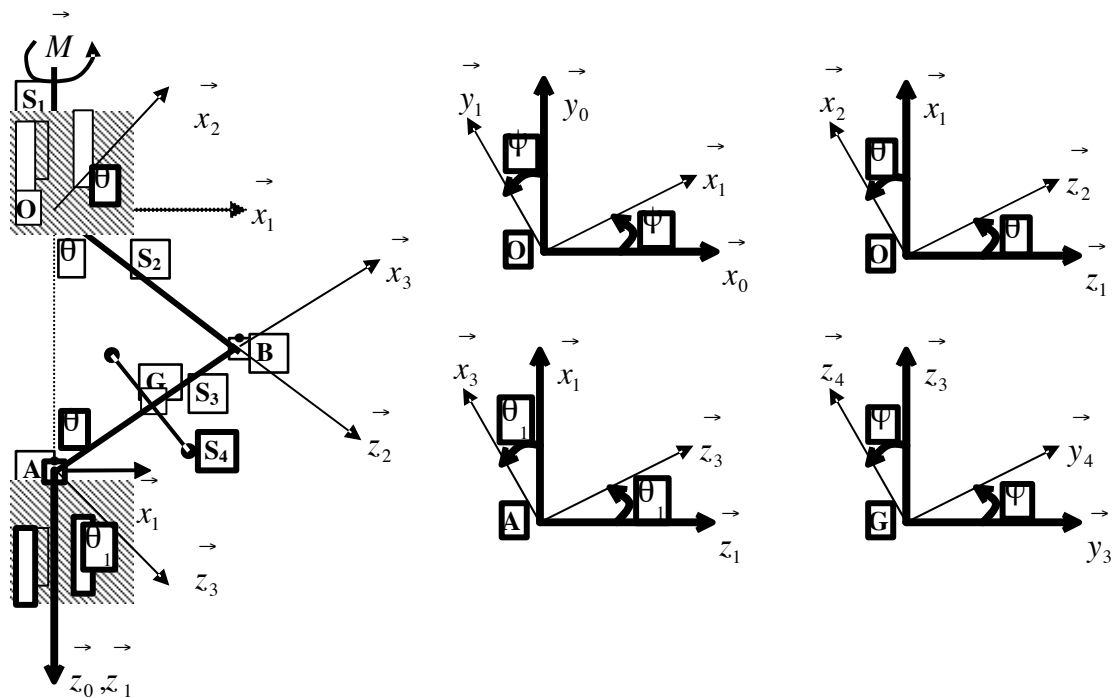 M
S₁
x₂
θ
O
x₁
θ
S₂
x₃
B
G
S₃
θ
S₄
z₂
A
x₁
θ₁
z₃
z₀ ,z₁
y₁
y₀
ψ
x₁
ψ
O
x₀
x₂
x₁
θ
z₂
θ
O
z₁
x₃
x₁
θ₁
z₃
θ₁
A
z₁
z₄
z₃
ψ
y₄
ψ
G
y₃